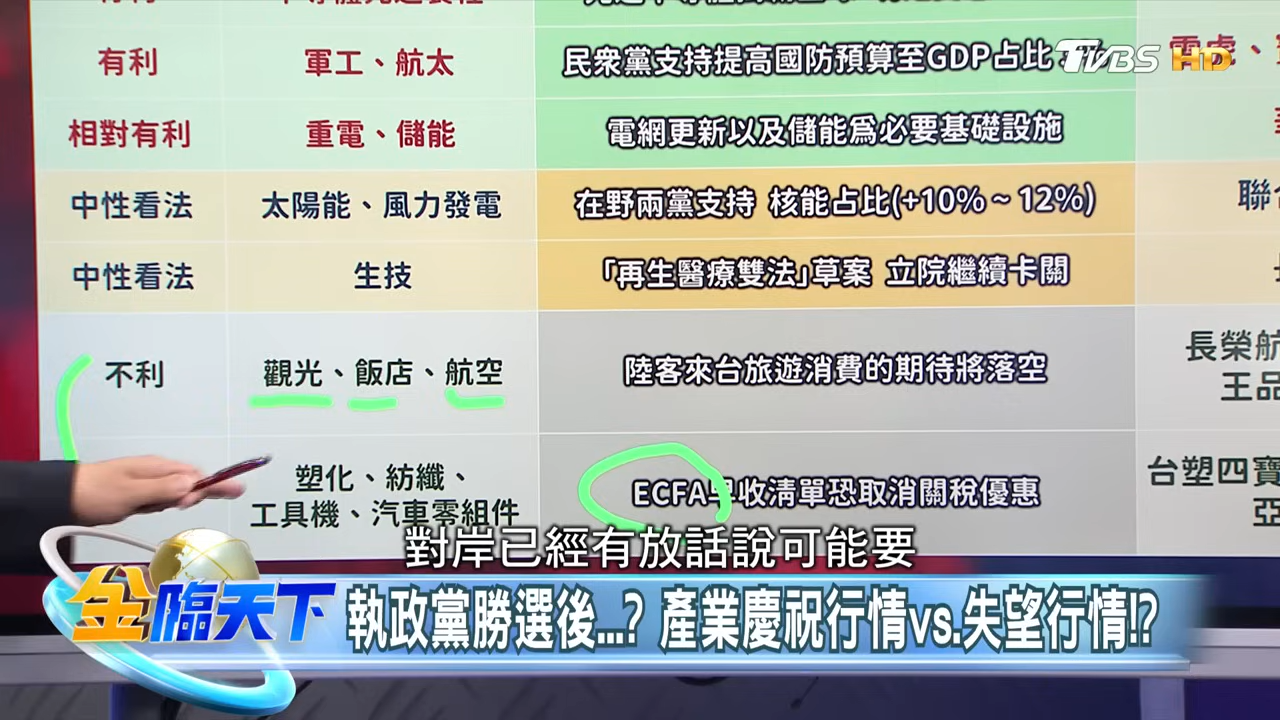 有利
軍工、航太
民眾黨支持提高國防預算至GDP占比
TVBS HD
相對有利
重電、儲能
電網更新以及儲能為必要基礎設施
中性看法
太陽能、風力發電
在野兩黨支持 核能占比(+10% ~ 12%)
中性看法
生技
「再生醫療雙法」草案 立院繼續卡關
不利
觀光、飯店、航空
陸客來台旅遊消費的期待將落空
長榮航
王品
塑化、紡纖、
工具機、汽車零組件
ECFA早收清單恐取消關稅優惠
台塑四寶
亞
對岸已經有放話說可能要
金臨天下
執政黨勝選後...? 產業慶祝行情vs.失望行情!?